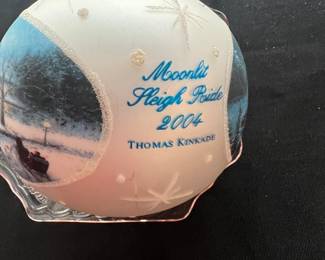 Moonlit
Sleigh Ride
2004
THOMAS KINKADE